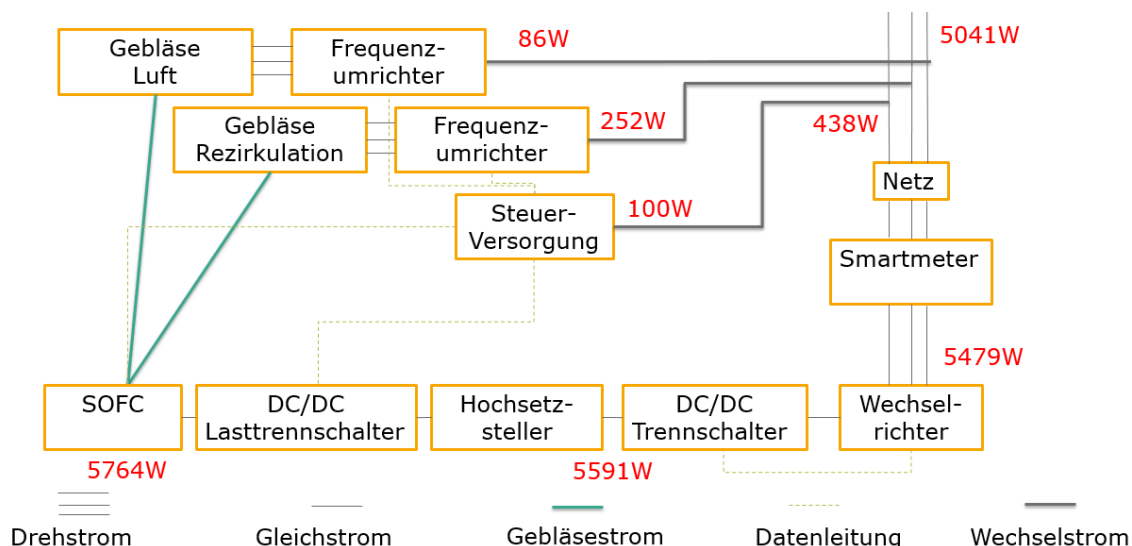 Gebläse
Luft
Frequenz-
umrichter
86W
5041W
Gebläse
Rezirkulation
Frequenz-
umrichter
252W
438W
Netz
Steuer-
Versorgung
100W
Smartmeter
5479W
SOFC
DC/DC
Lasttrennschalter
Hochsetz-
steller
DC/DC
Trennschalter
Wechsel-
richter
5764W
5591W
Drehstrom
Gleichstrom
Gebläsestrom
Datenleitung
Wechselstrom